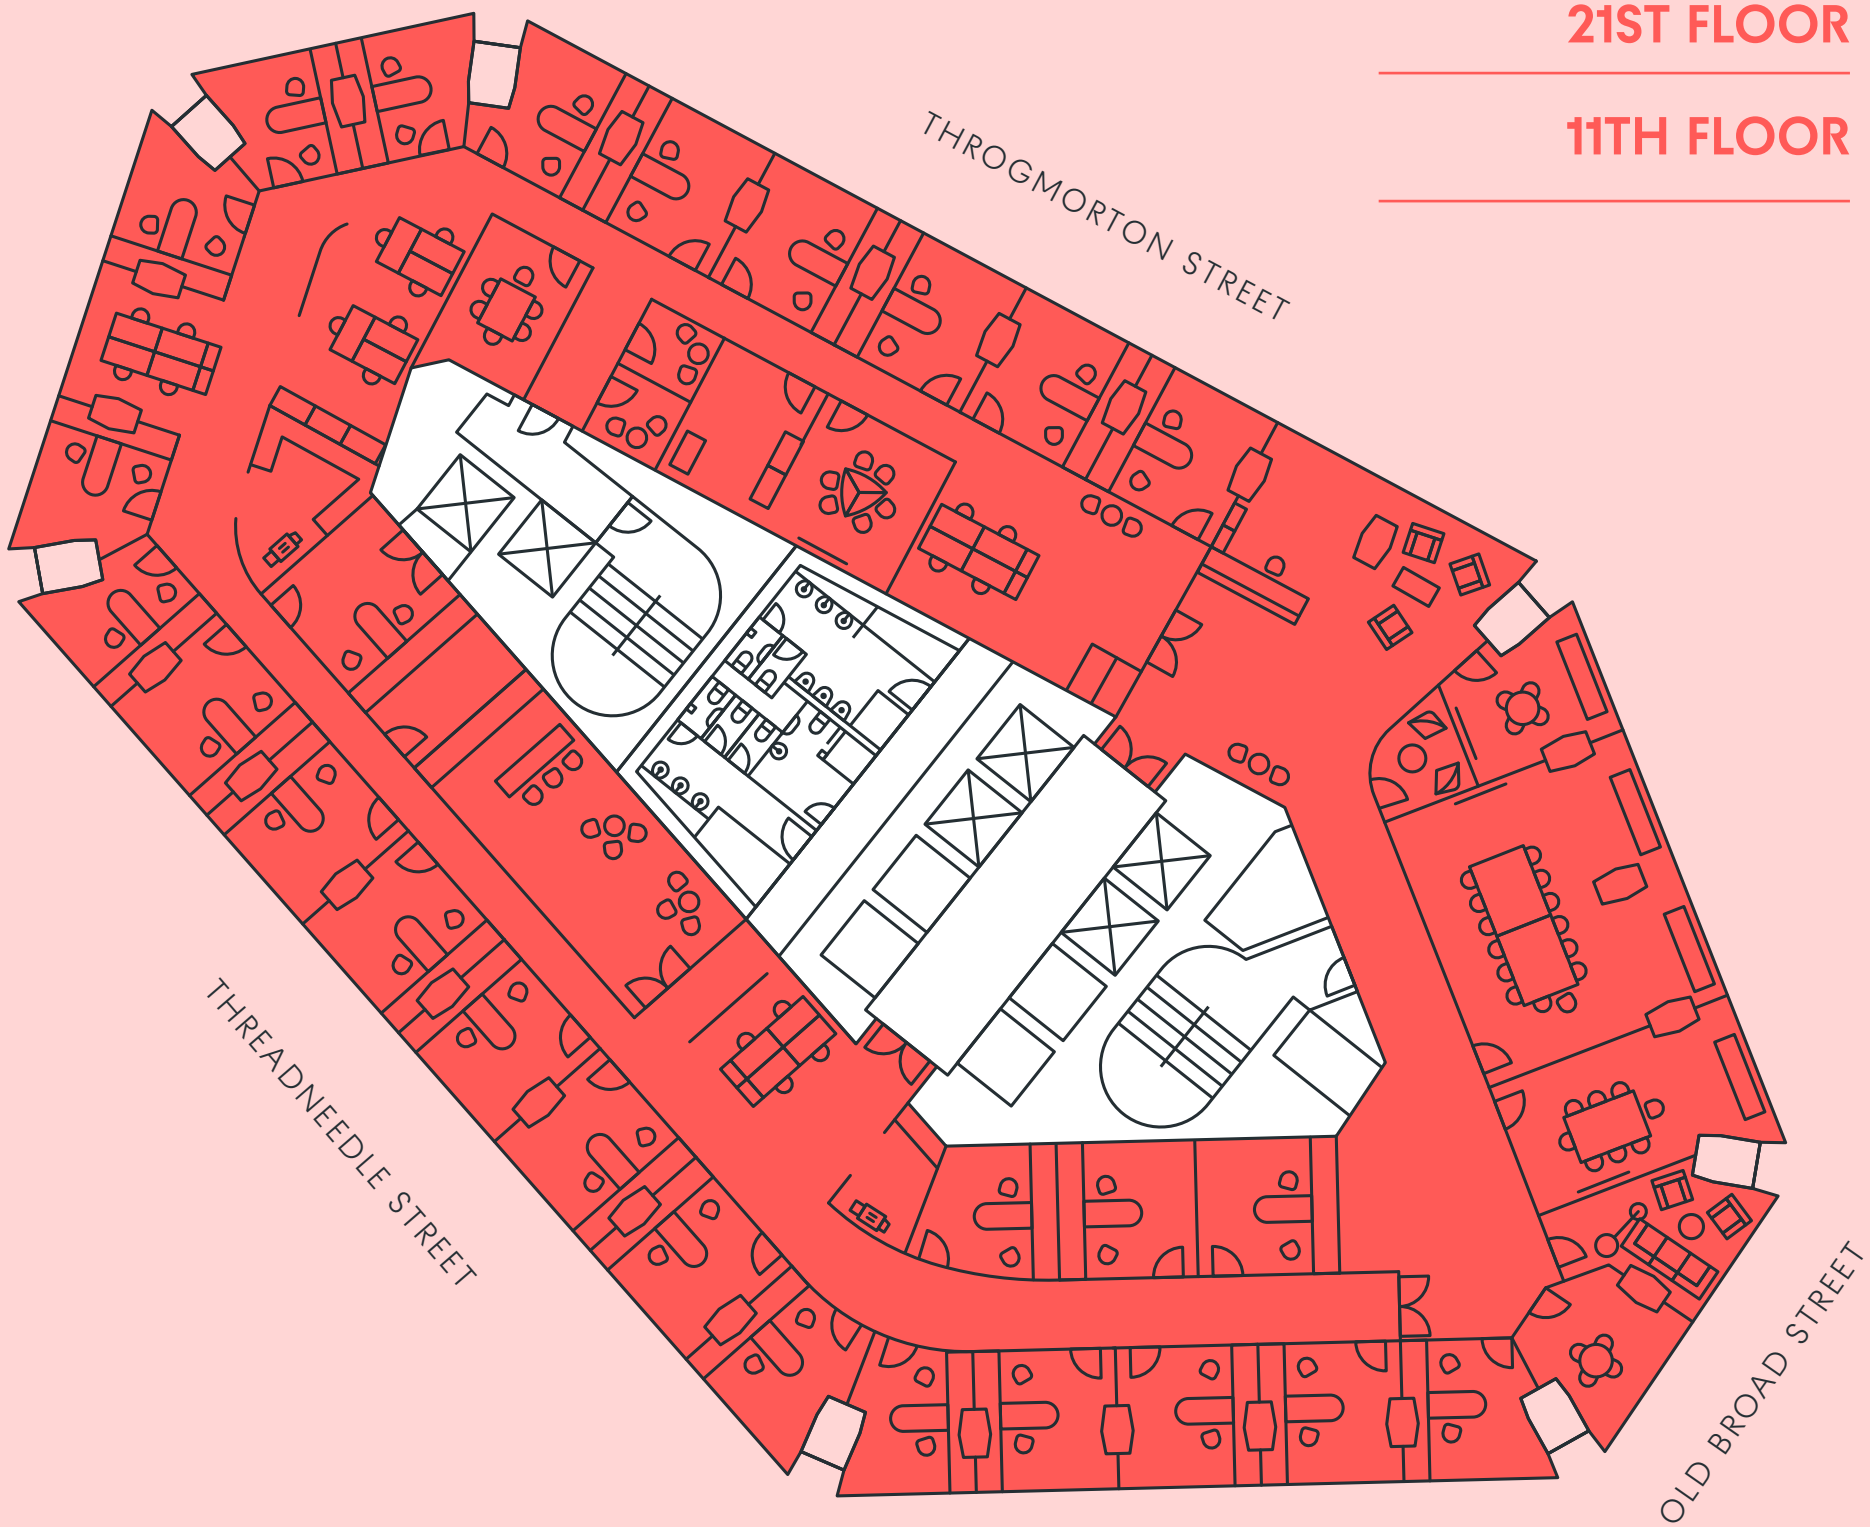 21ST FLOOR
11TH FLOOR
THROGMORTON STREET
THREADNEEDLE STREET
OLD BROAD STREET